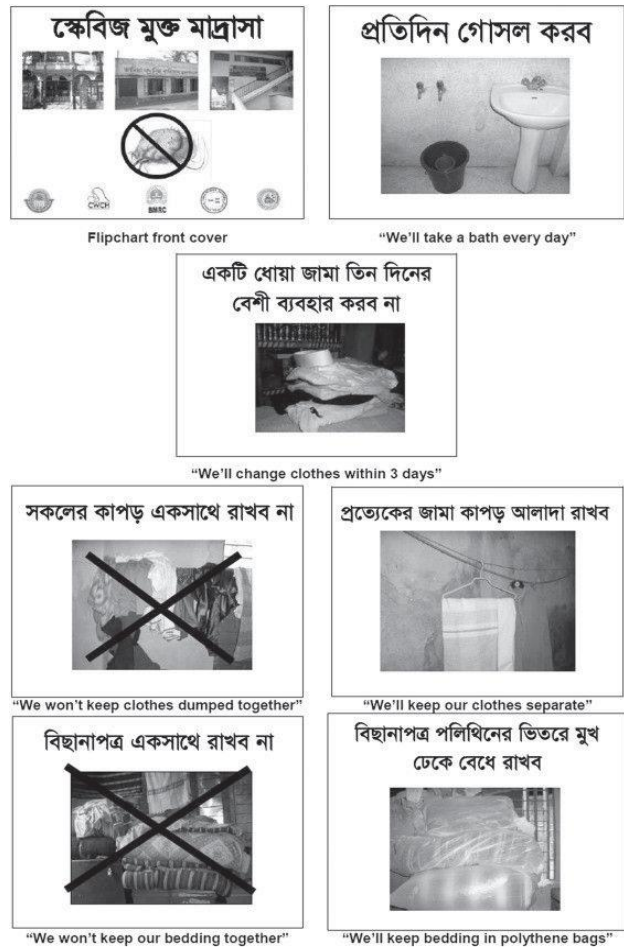 স্কেবিজ মুক্ত মাদ্রাসা
CWCH
BMRC
Flipchart front cover
প্রতিদিন গোসল করব
“We’ll take a bath every day”
একটি ধোয়া জামা তিন দিনের
বেশী ব্যবহার করব না
“We’ll change clothes within 3 days”
সকলের কাপড় একসাথে রাখব না
“We won’t keep clothes dumped together”
প্রত্যেকের জামা কাপড় আলাদা রাখব
“We’ll keep our clothes separate”
বিছানাপত্র একসাথে রাখব না
“We won’t keep our bedding together”
বিছানাপত্র পলিথিনের ভিতরে মুখ
ঢেকে বেধে রাখব
“We’ll keep bedding in polythene bags”